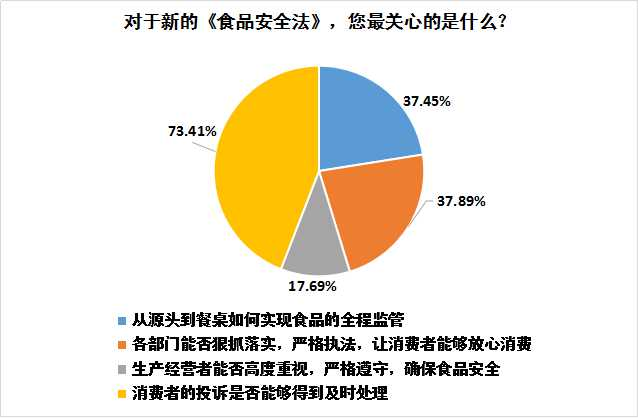 对于新的《食品安全法》，您最关心的是什么？
37.45%
73.41%
37.89%
17.69%
从源头到餐桌如何实现食品的全程监管
各部门能否狠抓落实，严格执法，让消费者能够放心消费
生产经营者能否高度重视，严格遵守，确保食品安全
消费者的投诉是否能够得到及时处理